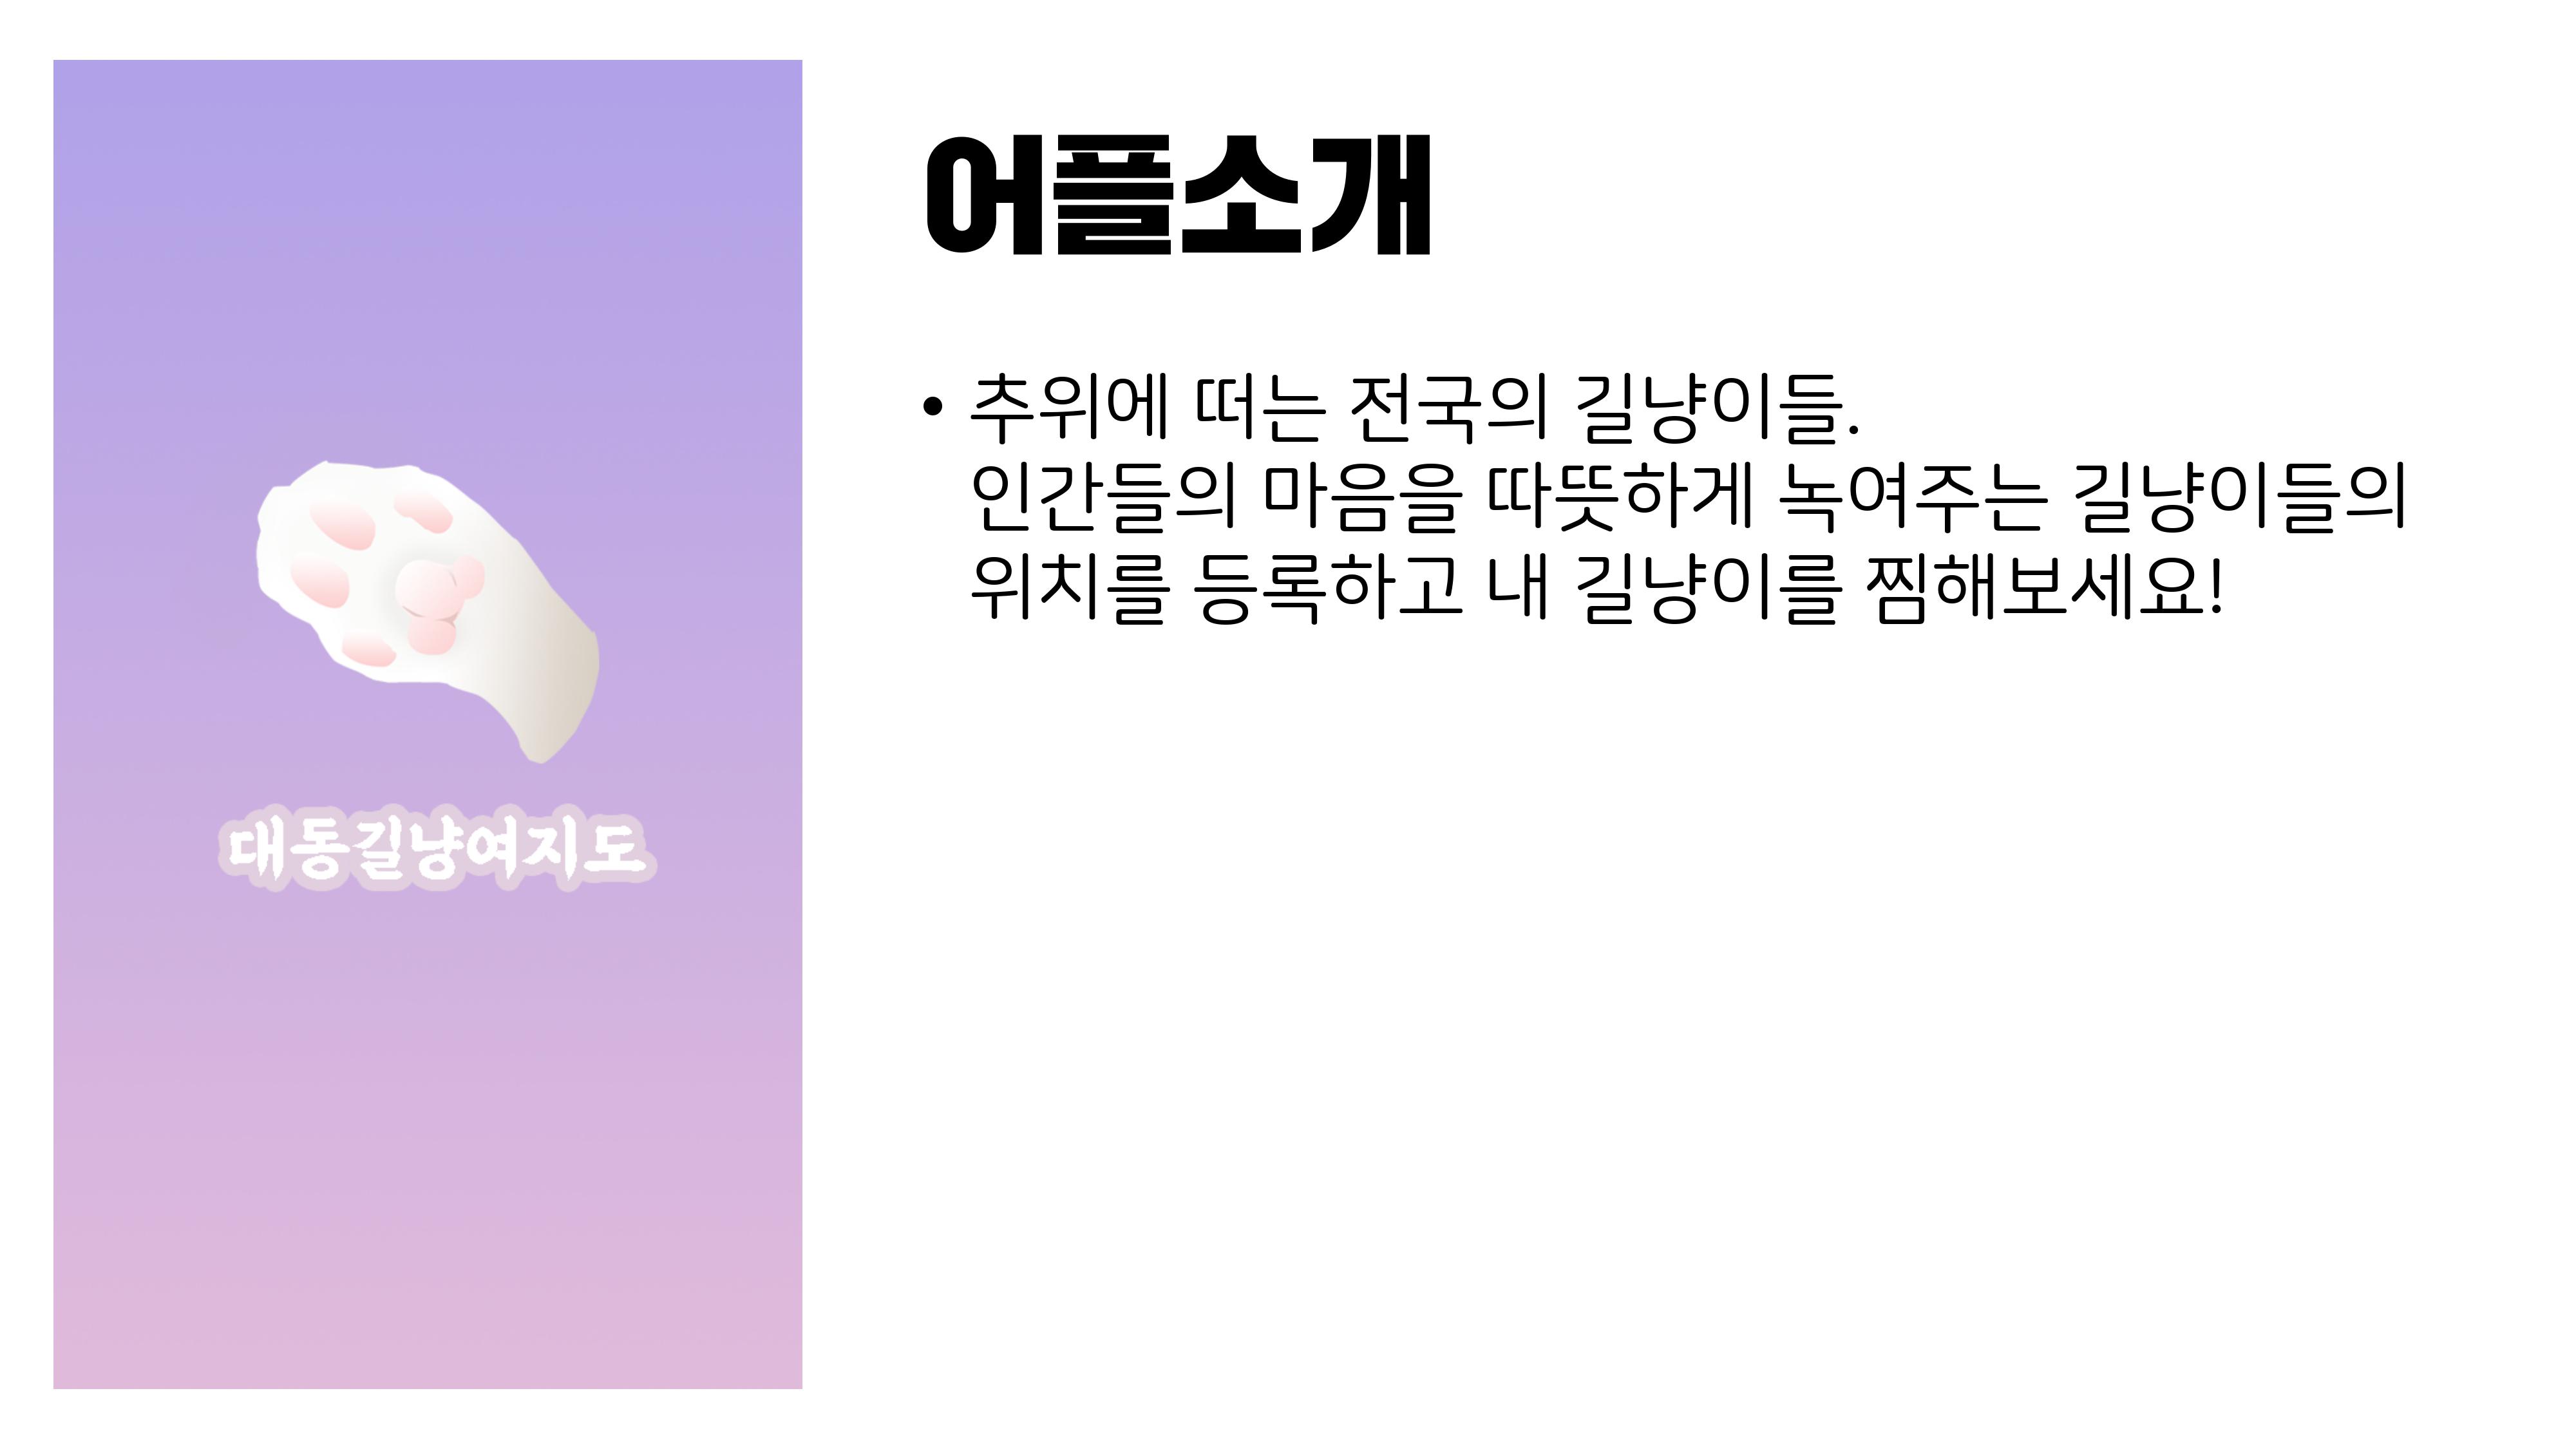 대동길냥여지도
어플소개
• 추위에 떠는 전국의 길냥이들.
인간들의 마음을 따뜻하게 녹여주는 길냥이들의
위치를 등록하고 내 길냥이를 찜해보세요!